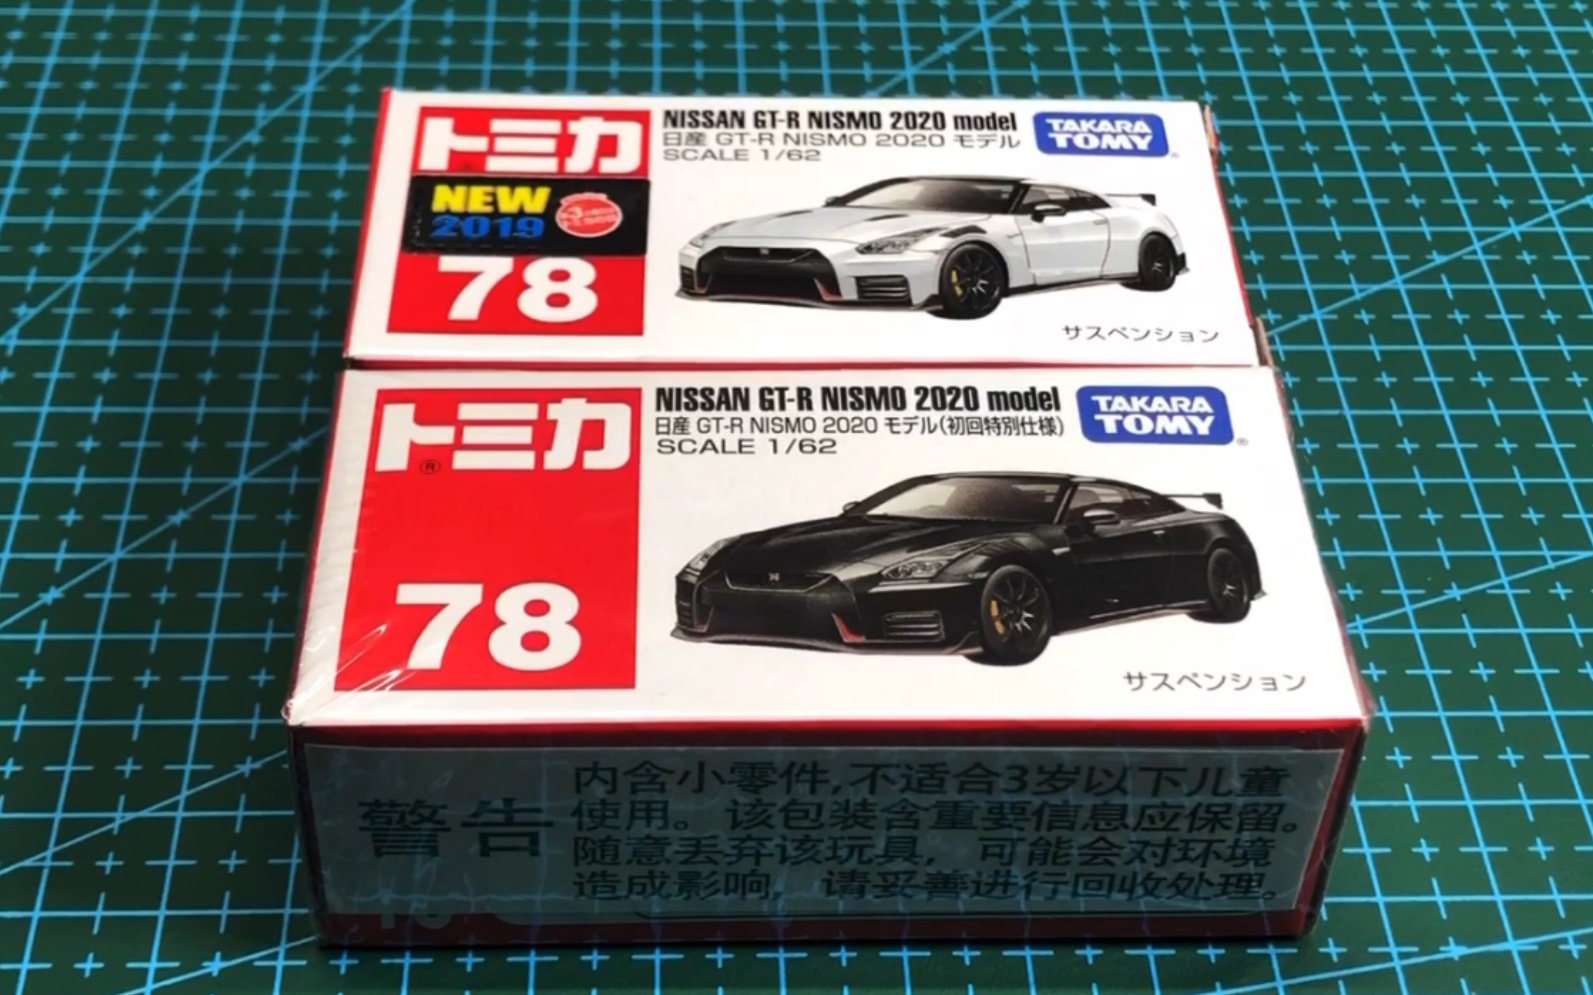 トミカ
NEW
2019
78
NISSAN GT-R NISMO 2020 model
日産 GT-R NISMO 2020 モデル
SCALE 1/62
TAKARA
TOMY
サスペンション
トミカ
®
78
NISSAN GT-R NISMO 2020 model
日産 GT-R NISMO 2020 モデル(初回特別仕様)
SCALE 1/62
TAKARA
TOMY
サスペンション
警告
内含小零件,不适合3岁以下儿童
使用。该包装含重要信息应保留。
随意丢弃该玩具,可能会对环境
造成影响,请妥善进行回收处理。